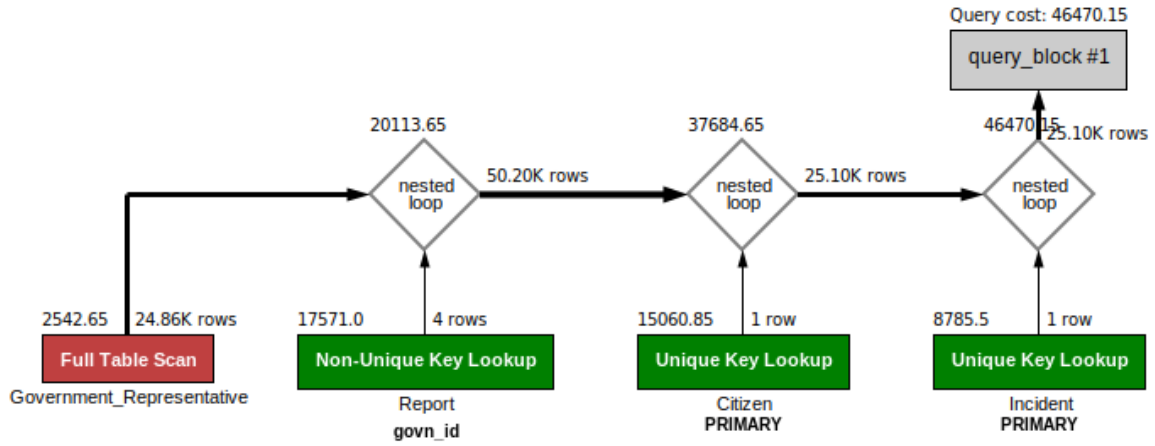 Query cost: 46470.15
query_block #1
20113.65
37684.65
46470.15
25.10K rows
nested
loop
50.20K rows
nested
loop
25.10K rows
nested
loop
2542.65
24.86K rows
17571.0
4 rows
15060.85
1 row
8785.5
1 row
Full Table Scan
Non-Unique Key Lookup
Unique Key Lookup
Unique Key Lookup
Government_Representative
Report
govn_id
Citizen
PRIMARY
Incident
PRIMARY